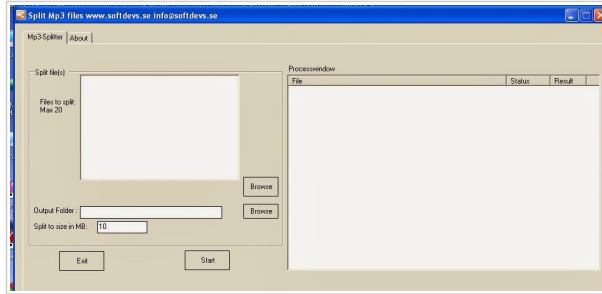 Split Mp3 files www.softdevs.se info@softdevs.se
Mp3-Splitter About
Split file(s)
Files to split:
Max 20
Browse
Output Folder :
Browse
Split to size in MB: 10
Exit Start
Processwindow
File Status Result